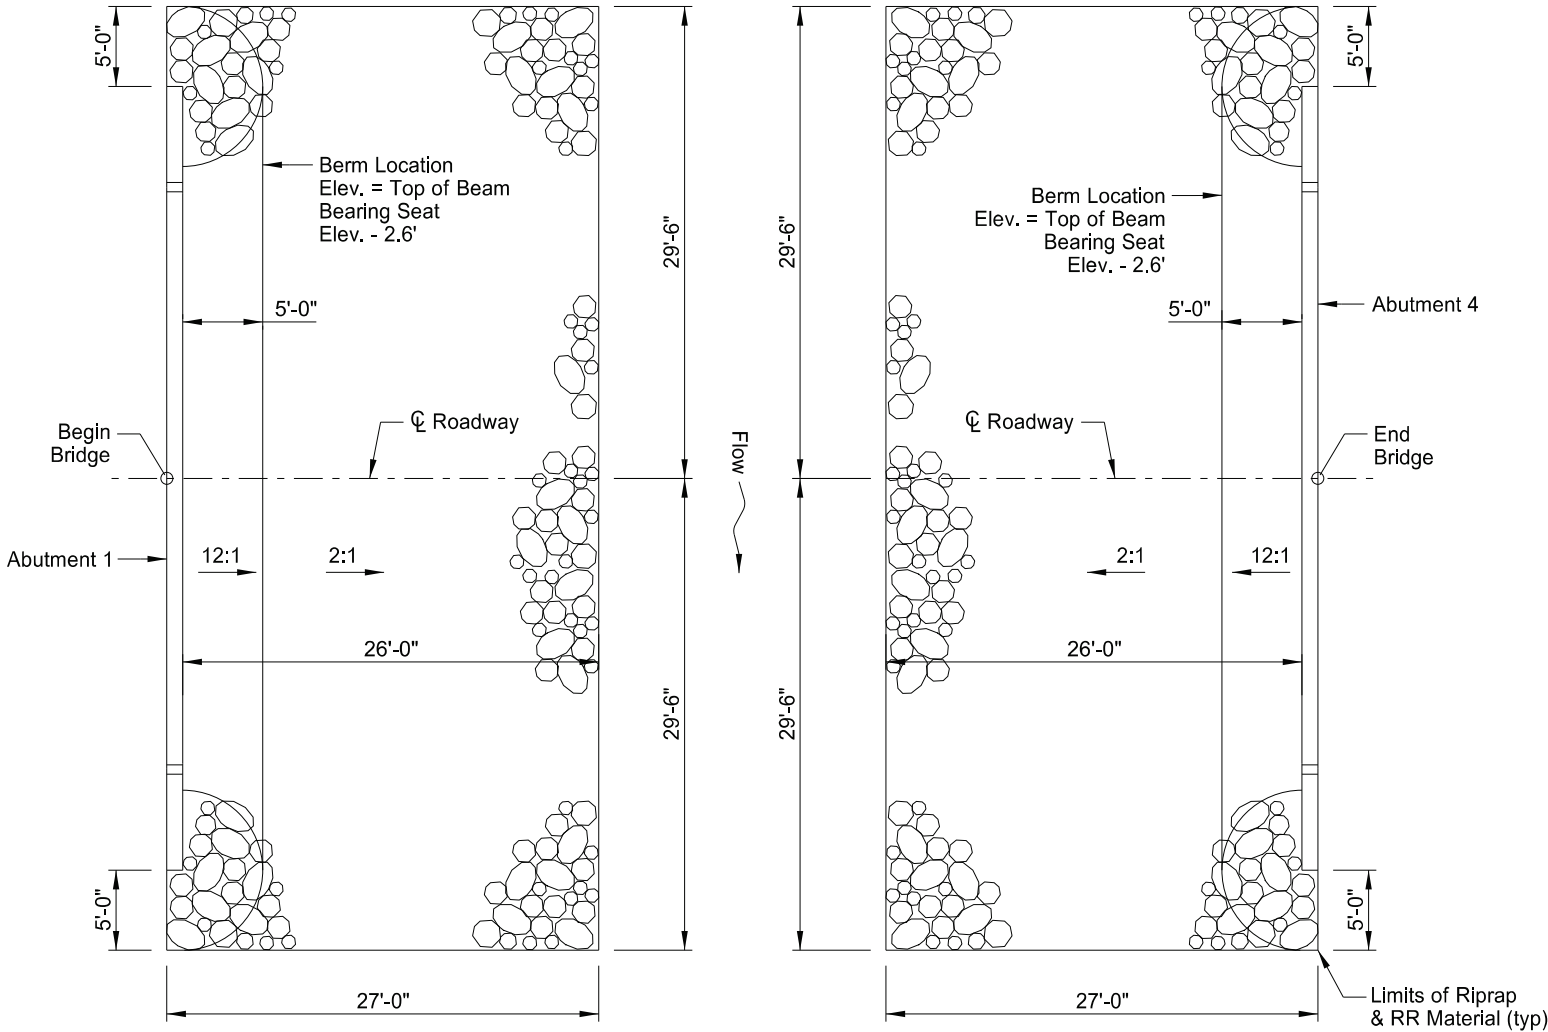 5'-0"
5'-0"
Berm Location
Elev. = Top of Beam
Bearing Seat
Elev. - 2.6'
29'-6"
29'-6"
Berm Location
Elev. = Top of Beam
Bearing Seat
Elev. - 2.6'
5'-0"
5'-0"
Abutment 4
Begin
Bridge
℄ Roadway
Flow
℄ Roadway
End
Bridge
Abutment 1
12:1
2:1
2:1
12:1
26'-0"
26'-0"
29'-6"
29'-6"
5'-0"
5'-0"
27'-0"
27'-0"
Limits of Riprap
& RR Material (typ)